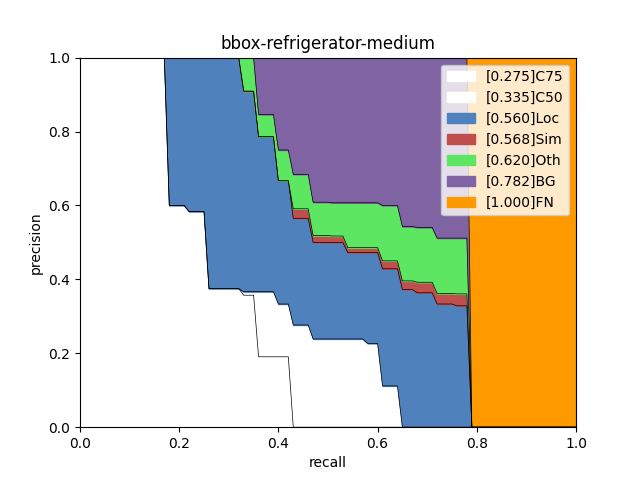 bbox-refrigerator-medium
1.0
0.8
0.6
0.4
0.2
0.0
precision
[0.275]C75
[0.335]C50
[0.560]Loc
[0.568]Sim
[0.620]Oth
[0.782]BG
[1.000]FN
0.0 0.2 0.4 0.6 0.8 1.0
recall